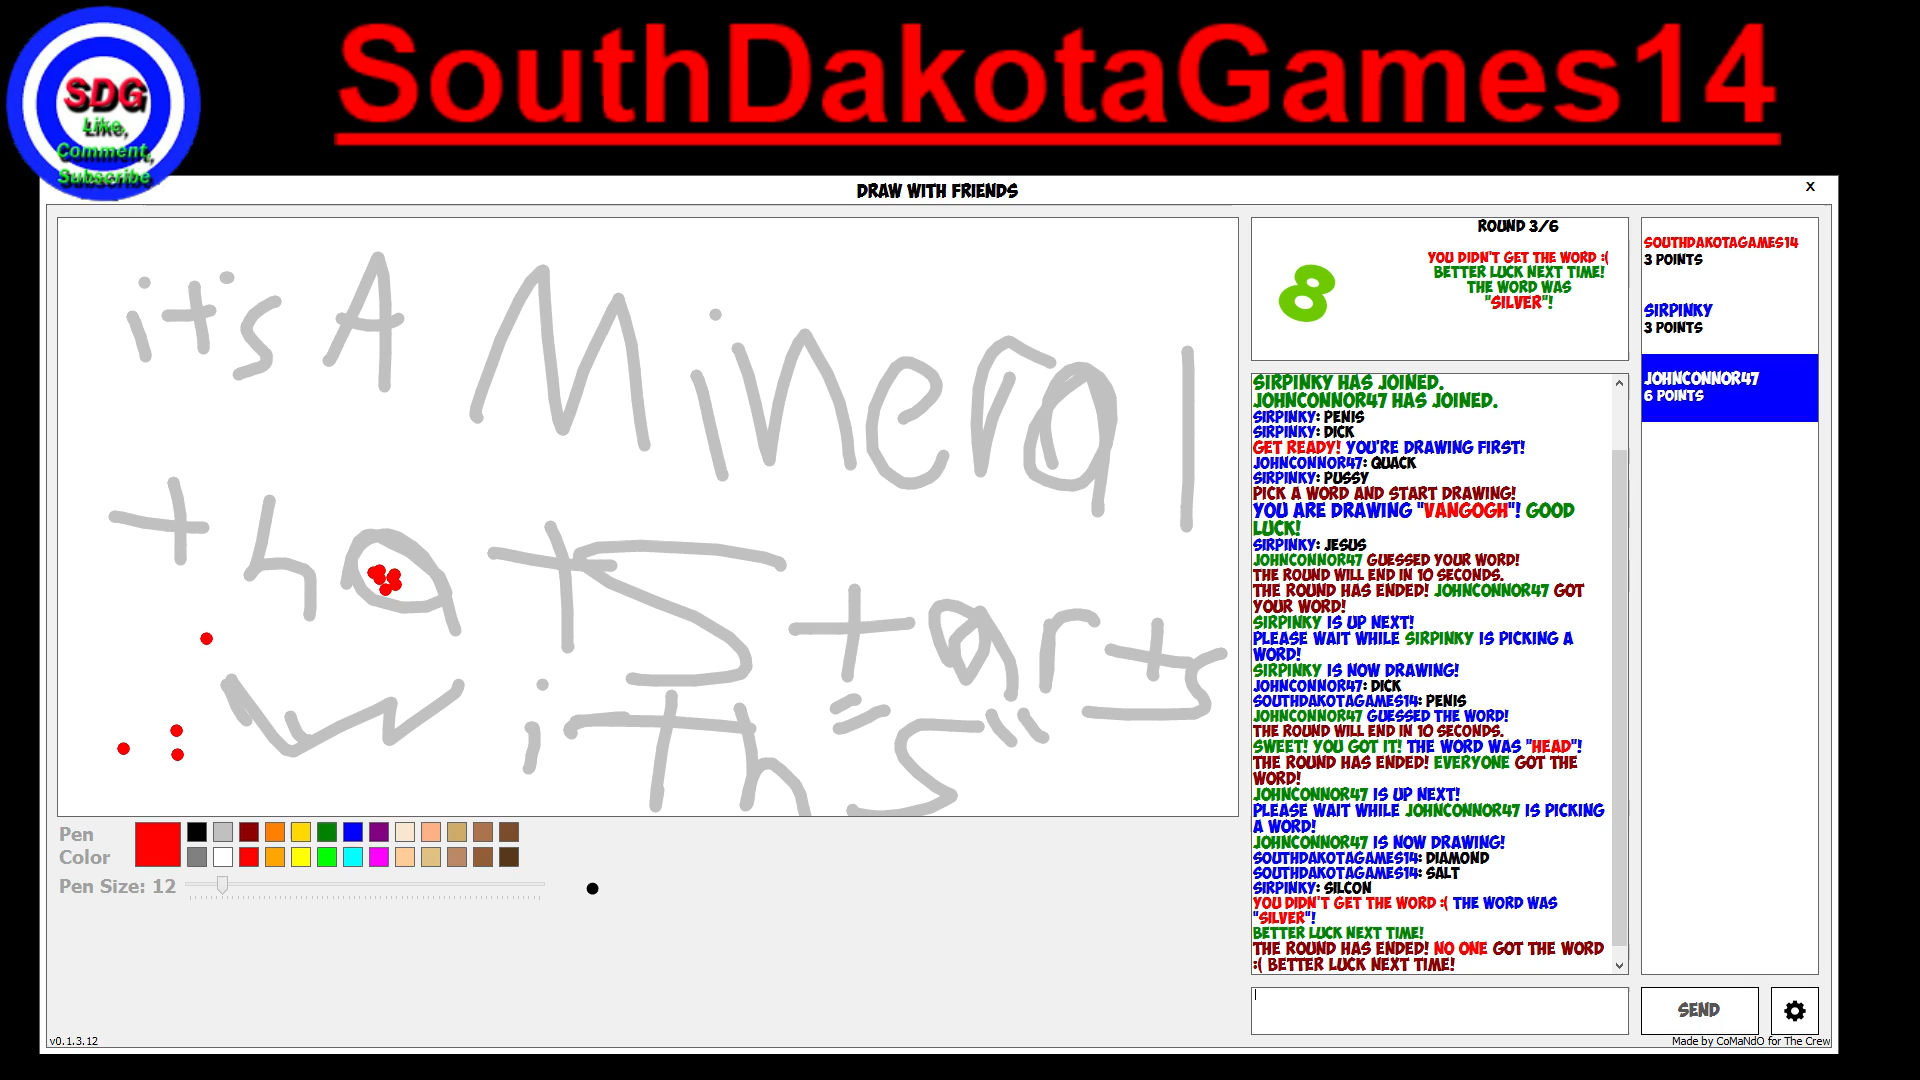 SouthDakotaGames14
SDG
Like,
Comment,
Subscribe
DRAW WITH FRIENDS
X
it's A Mineral
that starts
with "S"
ROUND 3/6
8
YOU DIDN'T GET THE WORD :(
BETTER LUCK NEXT TIME!
THE WORD WAS
"SILVER"!
SOUTHDAKOTAGAMES14
3 POINTS
SIRPINKY
3 POINTS
JOHNCONNOR47
6 POINTS
SIRPINKY HAS JOINED.
JOHNCONNOR47 HAS JOINED.
SIRPINKY: PENIS
SIRPINKY: DICK
GET READY! YOU'RE DRAWING FIRST!
JOHNCONNOR47: QUACK
SIRPINKY: PUSSY
PICK A WORD AND START DRAWING!
YOU ARE DRAWING "VANGOGH"! GOOD
LUCK!
SIRPINKY: JESUS
JOHNCONNOR47 GUESSED YOUR WORD!
THE ROUND WILL END IN 10 SECONDS.
THE ROUND HAS ENDED! JOHNCONNOR47 GOT
YOUR WORD!
SIRPINKY IS UP NEXT!
PLEASE WAIT WHILE SIRPINKY IS PICKING A
WORD!
SIRPINKY IS NOW DRAWING!
JOHNCONNOR47: DICK
SOUTHDAKOTAGAMES14: PENIS
JOHNCONNOR47 GUESSED THE WORD!
THE ROUND WILL END IN 10 SECONDS.
SWEET! YOU GOT IT! THE WORD WAS "HEAD"!
THE ROUND HAS ENDED! EVERYONE GOT THE
WORD!
JOHNCONNOR47 IS UP NEXT!
PLEASE WAIT WHILE JOHNCONNOR47 IS PICKING
A WORD!
JOHNCONNOR47 IS NOW DRAWING!
SOUTHDAKOTAGAMES14: DIAMOND
SOUTHDAKOTAGAMES14: SALT
SIRPINKY: SILCON
YOU DIDN'T GET THE WORD :( THE WORD WAS
"SILVER"!
BETTER LUCK NEXT TIME!
THE ROUND HAS ENDED! NO ONE GOT THE WORD
:( BETTER LUCK NEXT TIME!
Pen
Color
Pen Size: 12
SEND
v0.1.3.12
Made by CoMaNdO for The Crew